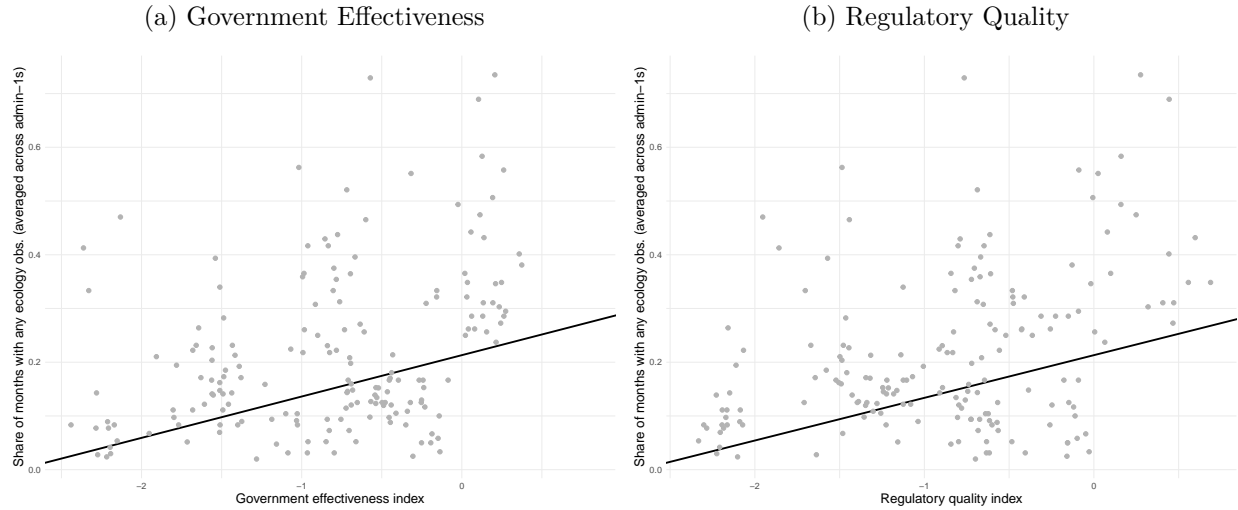 (a) Government Effectiveness
(b) Regulatory Quality
Share of months with any ecology obs. (averaged across admin−1s)
0.6
0.4
0.2
0.0
−2
−1
0
Government effectiveness index
Share of months with any ecology obs. (averaged across admin−1s)
0.6
0.4
0.2
0.0
−2
−1
0
Regulatory quality index